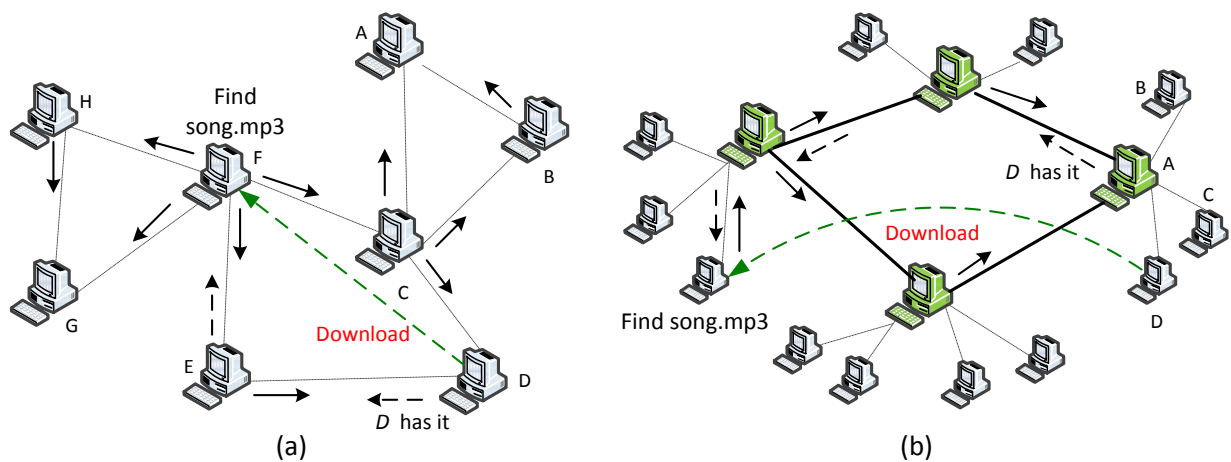 A
H
Find
song.mp3
F
B
C
G
Download
E
D
D has it
(a)
B
A
D has it
C
Download
D
Find song.mp3
(b)